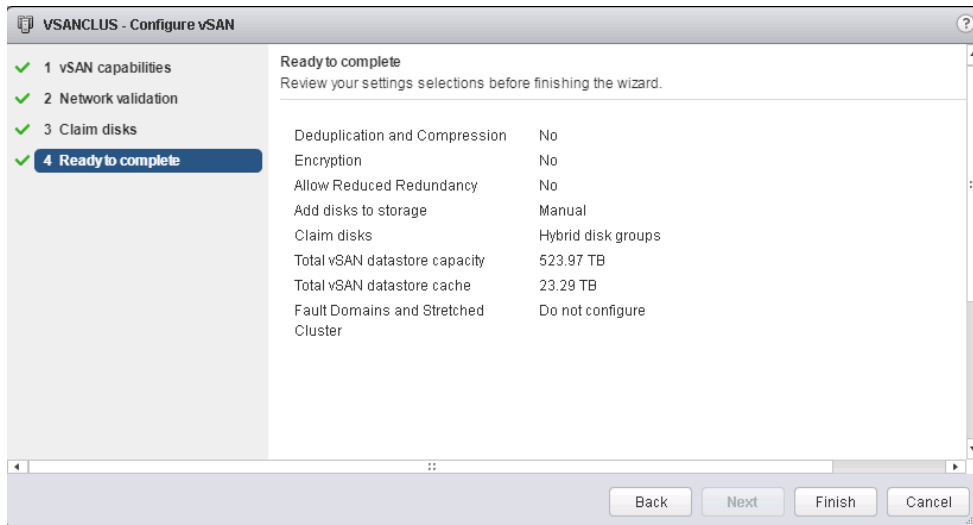 VSANCLUS - Configure vSAN
?
1 vSAN capabilities
2 Network validation
3 Claim disks
4 Ready to complete
Ready to complete
Review your settings selections before finishing the wizard.
Deduplication and Compression No
Encryption No
Allow Reduced Redundancy No
Add disks to storage Manual
Claim disks Hybrid disk groups
Total vSAN datastore capacity 523.97 TB
Total vSAN datastore cache 23.29 TB
Fault Domains and Stretched Do not configure
Cluster
Back Next Finish Cancel